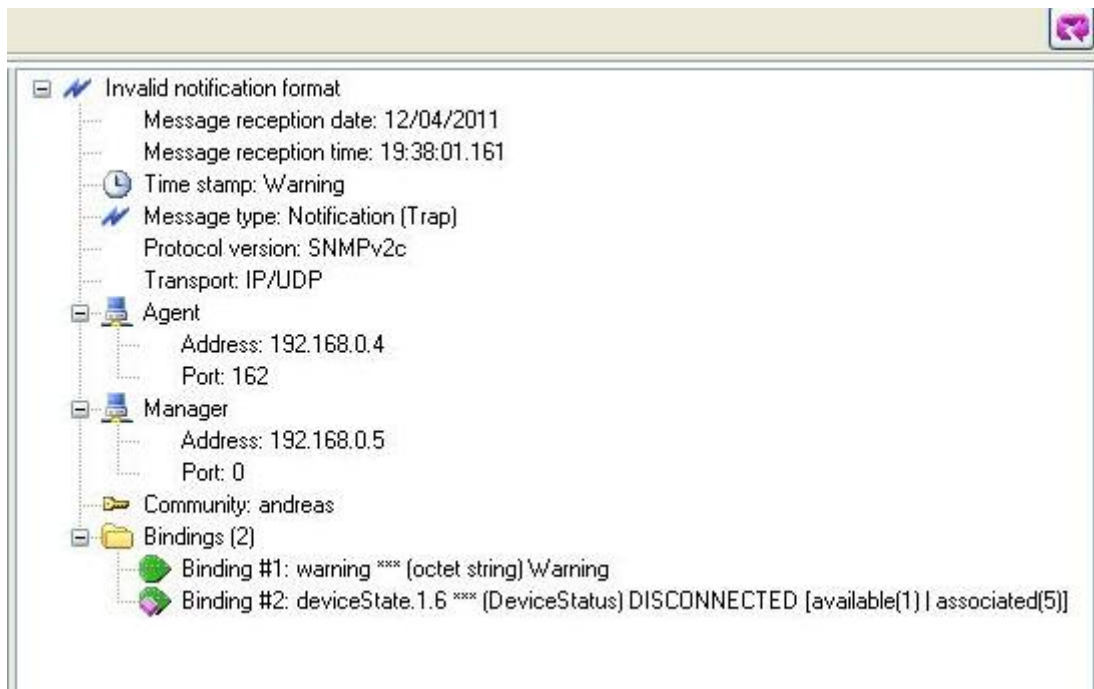 Invalid notification format
Message reception date: 12/04/2011
Message reception time: 19:38:01.161
Time stamp: Warning
Message type: Notification (Trap)
Protocol version: SNMPv2c
Transport: IP/UDP
Agent
Address: 192.168.0.4
Port: 162
Manager
Address: 192.168.0.5
Port: 0
Community: andreas
Bindings (2)
Binding #1: warning *** (octet string) Warning
Binding #2: deviceState.1.6 *** (DeviceStatus) DISCONNECTED [available(1) | associated(5)]